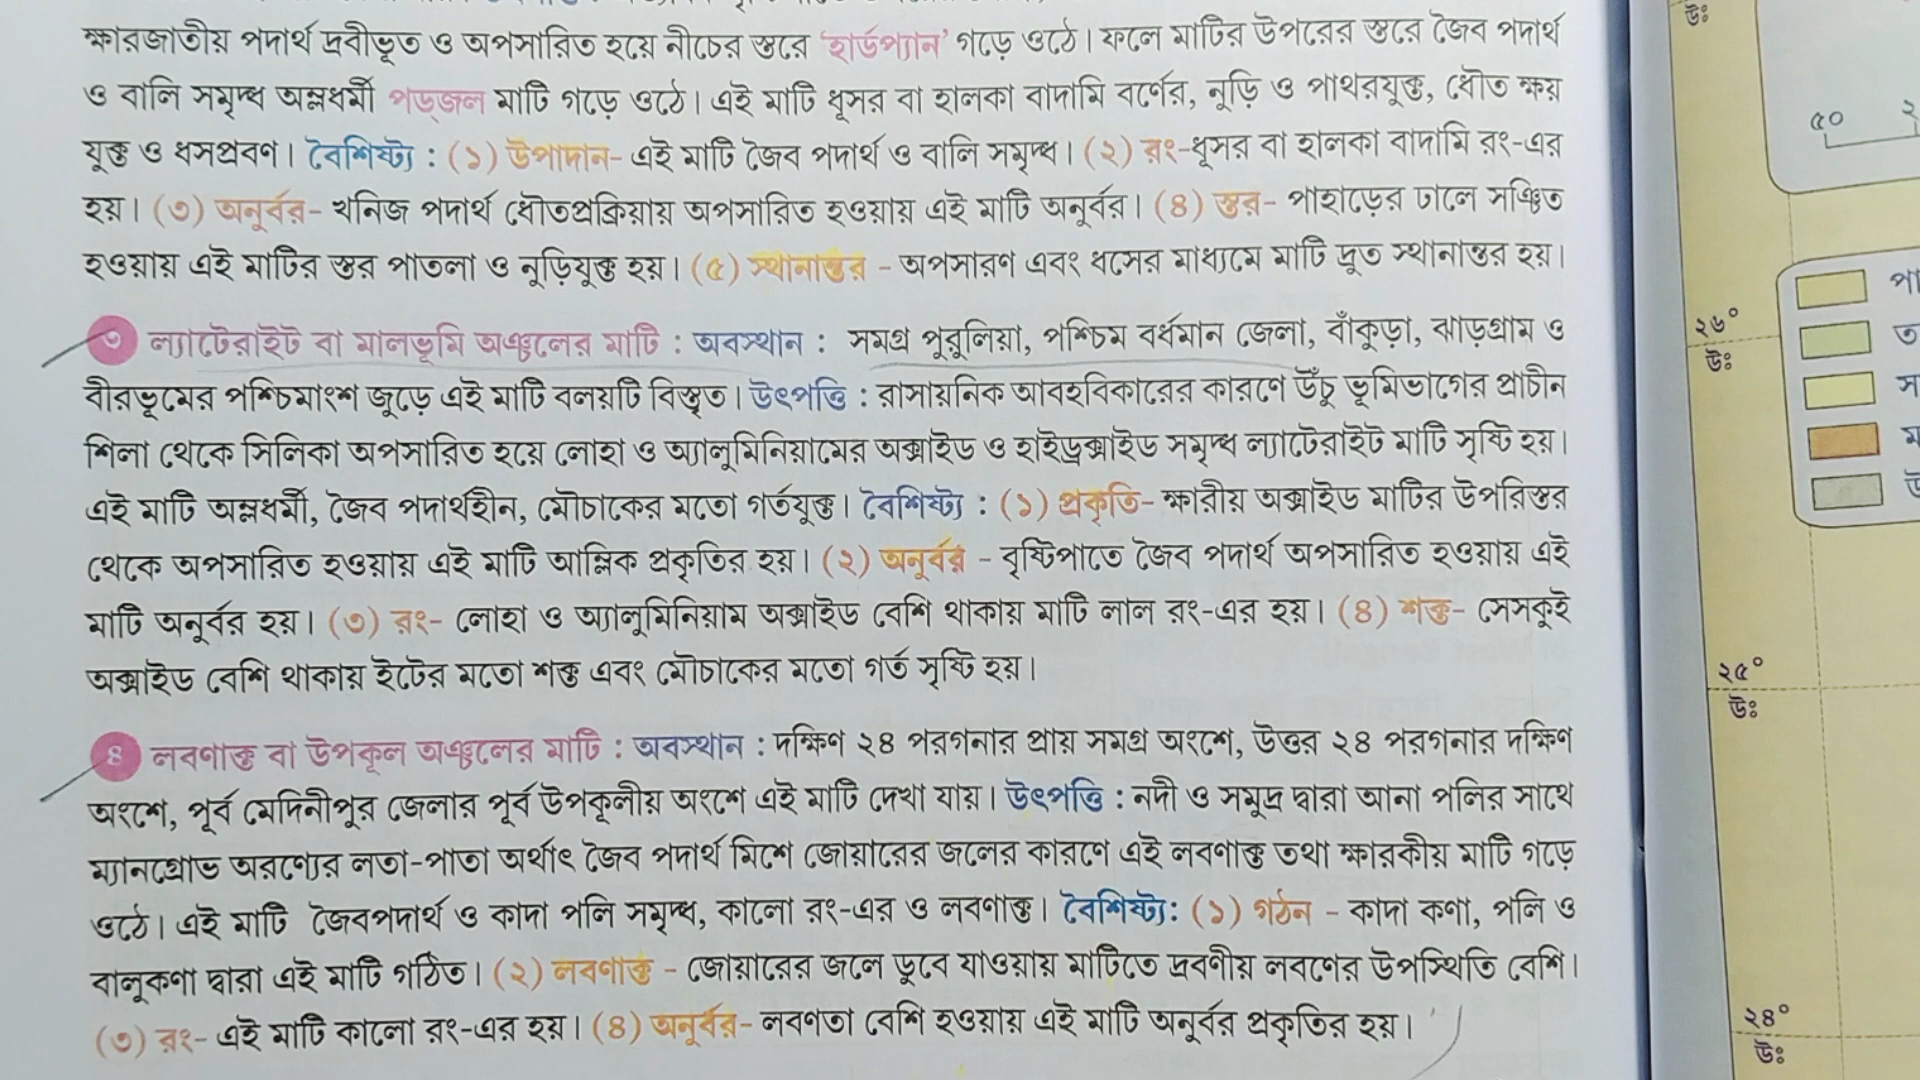 ক্ষারজাতীয় পদার্থ দ্রবীভূত ও অপসারিত হয়ে নীচের স্তরে 'হার্ডপ্যান' গড়ে ওঠে। ফলে মাটির উপরের স্তরে জৈব পদার্থ
ও বালি সমৃদ্ধ অম্লধর্মী পড্জল মাটি গড়ে ওঠে। এই মাটি ধূসর বা হালকা বাদামি বর্ণের, নুড়ি ও পাথরযুক্ত, ধৌত ক্ষয়
যুক্ত ও ধসপ্রবণ। বৈশিষ্ট্য : (১) উপাদান- এই মাটি জৈব পদার্থ ও বালি সমৃদ্ধ। (২) রং-ধূসর বা হালকা বাদামি রং-এর
হয়। (৩) অনুর্বর- খনিজ পদার্থ ধৌতপ্রক্রিয়ায় অপসারিত হওয়ায় এই মাটি অনুর্বর। (৪) স্তর- পাহাড়ের ঢালে সঞ্চিত
হওয়ায় এই মাটির স্তর পাতলা ও নুড়িযুক্ত হয়। (৫) স্থানান্তর - অপসারণ এবং ধসের মাধ্যমে মাটি দ্রুত স্থানান্তর হয়।
৩ ল্যাটেরাইট বা মালভূমি অঞ্চলের মাটি : অবস্থান : সমগ্র পুরুলিয়া, পশ্চিম বর্ধমান জেলা, বাঁকুড়া, ঝাড়গ্রাম ও
বীরভূমের পশ্চিমাংশ জুড়ে এই মাটি বলয়টি বিস্তৃত। উৎপত্তি : রাসায়নিক আবহবিকারের কারণে উঁচু ভূমিভাগের প্রাচীন
শিলা থেকে সিলিকা অপসারিত হয়ে লোহা ও অ্যালুমিনিয়ামের অক্সাইড ও হাইড্রক্সাইড সমৃদ্ধ ল্যাটেরাইট মাটি সৃষ্টি হয়।
এই মাটি অম্লধর্মী, জৈব পদার্থহীন, মৌচাকের মতো গর্তযুক্ত। বৈশিষ্ট্য : (১) প্রকৃতি- ক্ষারীয় অক্সাইড মাটির উপরিস্তর
থেকে অপসারিত হওয়ায় এই মাটি আম্লিক প্রকৃতির হয়। (২) অনুর্বর - বৃষ্টিপাতে জৈব পদার্থ অপসারিত হওয়ায় এই
মাটি অনুর্বর হয়। (৩) রং- লোহা ও অ্যালুমিনিয়াম অক্সাইড বেশি থাকায় মাটি লাল রং-এর হয়। (৪) শক্ত- সেসকুই
অক্সাইড বেশি থাকায় ইটের মতো শক্ত এবং মৌচাকের মতো গর্ত সৃষ্টি হয়।
৪ লবণাক্ত বা উপকূল অঞ্চলের মাটি : অবস্থান : দক্ষিণ ২৪ পরগনার প্রায় সমগ্র অংশে, উত্তর ২৪ পরগনার দক্ষিণ
অংশে, পূর্ব মেদিনীপুর জেলার পূর্ব উপকূলীয় অংশে এই মাটি দেখা যায়। উৎপত্তি : নদী ও সমুদ্র দ্বারা আনা পলির সাথে
ম্যানগ্রোভ অরণ্যের লতা-পাতা অর্থাৎ জৈব পদার্থ মিশে জোয়ারের জলের কারণে এই লবণাক্ত তথা ক্ষারকীয় মাটি গড়ে
ওঠে। এই মাটি জৈবপদার্থ ও কাদা পলি সমৃদ্ধ, কালো রং-এর ও লবণাক্ত। বৈশিষ্ট্য: (১) গঠন - কাদা কণা, পলি ও
বালুকণা দ্বারা এই মাটি গঠিত। (২) লবণাক্ত - জোয়ারের জলে ডুবে যাওয়ায় মাটিতে দ্রবণীয় লবণের উপস্থিতি বেশি।
(৩) রং- এই মাটি কালো রং-এর হয়। (৪) অনুর্বর- লবণতা বেশি হওয়ায় এই মাটি অনুর্বর প্রকৃতির হয়।
উঃ
৫০
২৬°
উঃ
২৫°
উঃ
২৪°
উঃ